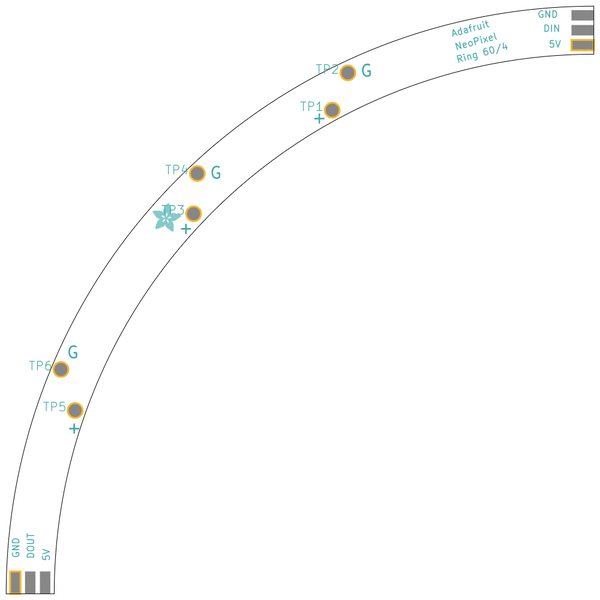 GND
DIN
5V
Adafruit
NeoPixel
Ring 60/4
TP2 G
TP1
+
TP4 G
TP3
+
G
TP6
TP5
+
GND
DOUT
5V